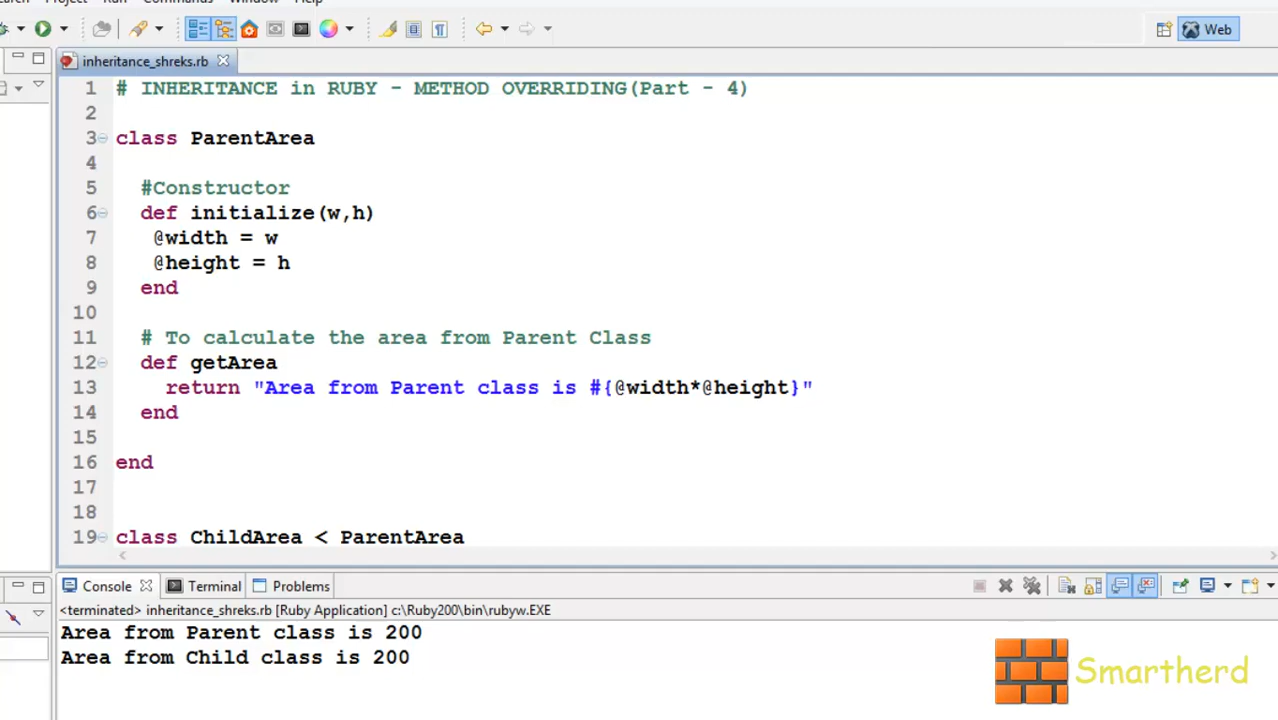 Project Run Window Help
Web
inheritance_shreks.rb
1 # INHERITANCE in RUBY - METHOD OVERRIDING(Part - 4)
2
3 class ParentArea
4
5 #Constructor
6 def initialize(w,h)
7 @width = w
8 @height = h
9 end
10
11 # To calculate the area from Parent Class
12 def getArea
13 return "Area from Parent class is #{@width*@height}"
14 end
15
16 end
17
18
19 class ChildArea < ParentArea
Console Terminal Problems
<terminated> inheritance_shreks.rb [Ruby Application] c:\Ruby200\bin\rubyw.EXE
Area from Parent class is 200
Area from Child class is 200
Smartherd